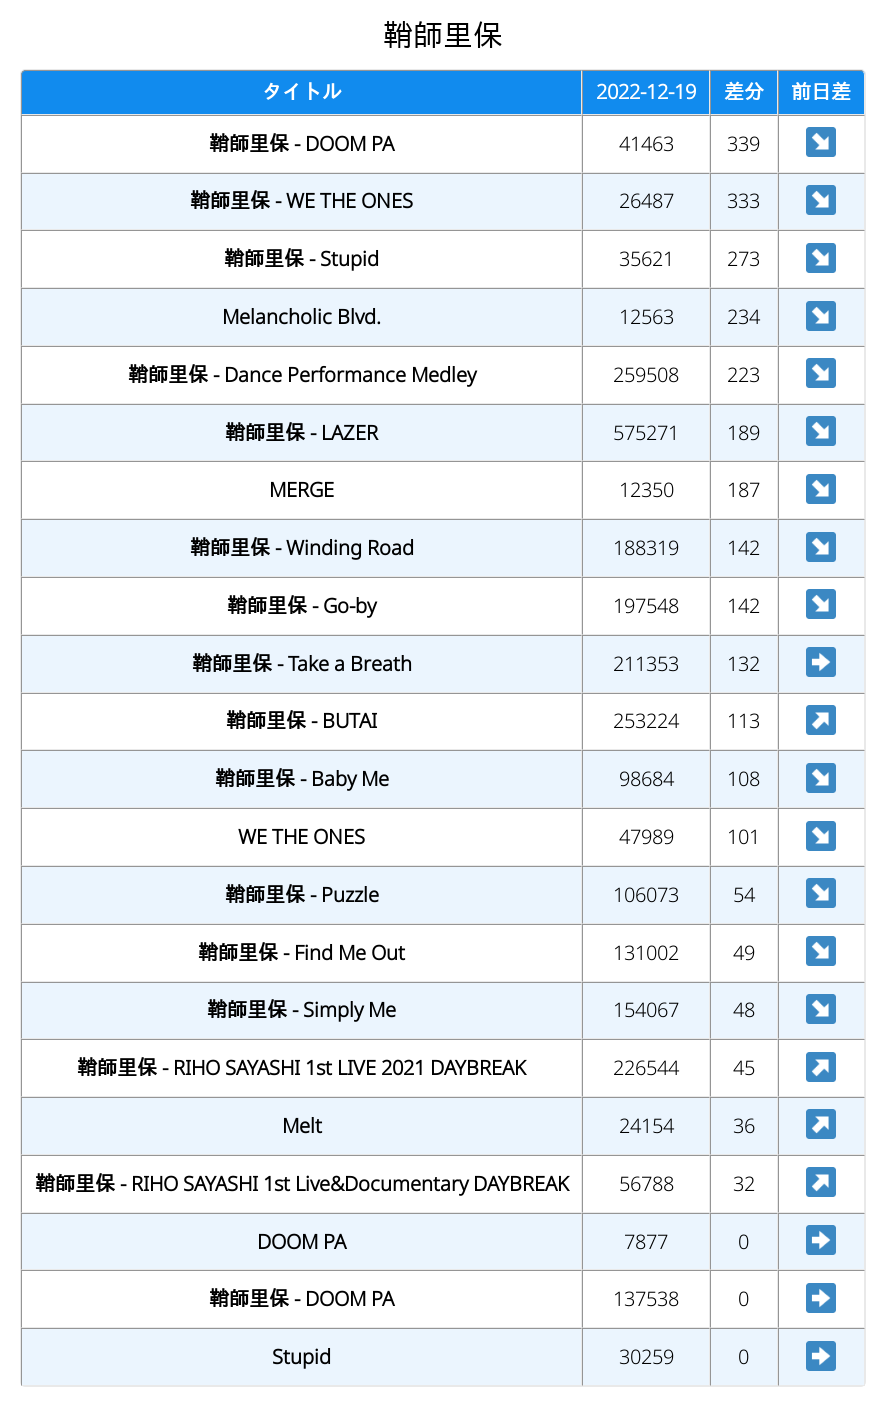 鞘師里保
タイトル 2022-12-19 差分 前日差
鞘師里保 - DOOM PA 41463 339 ↘
鞘師里保 - WE THE ONES 26487 333 ↘
鞘師里保 - Stupid 35621 273 ↘
Melancholic Blvd. 12563 234 ↘
鞘師里保 - Dance Performance Medley 259508 223 ↘
鞘師里保 - LAZER 575271 189 ↘
MERGE 12350 187 ↘
鞘師里保 - Winding Road 188319 142 ↘
鞘師里保 - Go-by 197548 142 ↘
鞘師里保 - Take a Breath 211353 132 ➡
鞘師里保 - BUTAI 253224 113 ↗
鞘師里保 - Baby Me 98684 108 ↘
WE THE ONES 47989 101 ↘
鞘師里保 - Puzzle 106073 54 ↘
鞘師里保 - Find Me Out 131002 49 ↘
鞘師里保 - Simply Me 154067 48 ↘
鞘師里保 - RIHO SAYASHI 1st LIVE 2021 DAYBREAK 226544 45 ↗
Melt 24154 36 ↗
鞘師里保 - RIHO SAYASHI 1st Live&Documentary DAYBREAK 56788 32 ↗
DOOM PA 7877 0 ➡
鞘師里保 - DOOM PA 137538 0 ➡
Stupid 30259 0 ➡